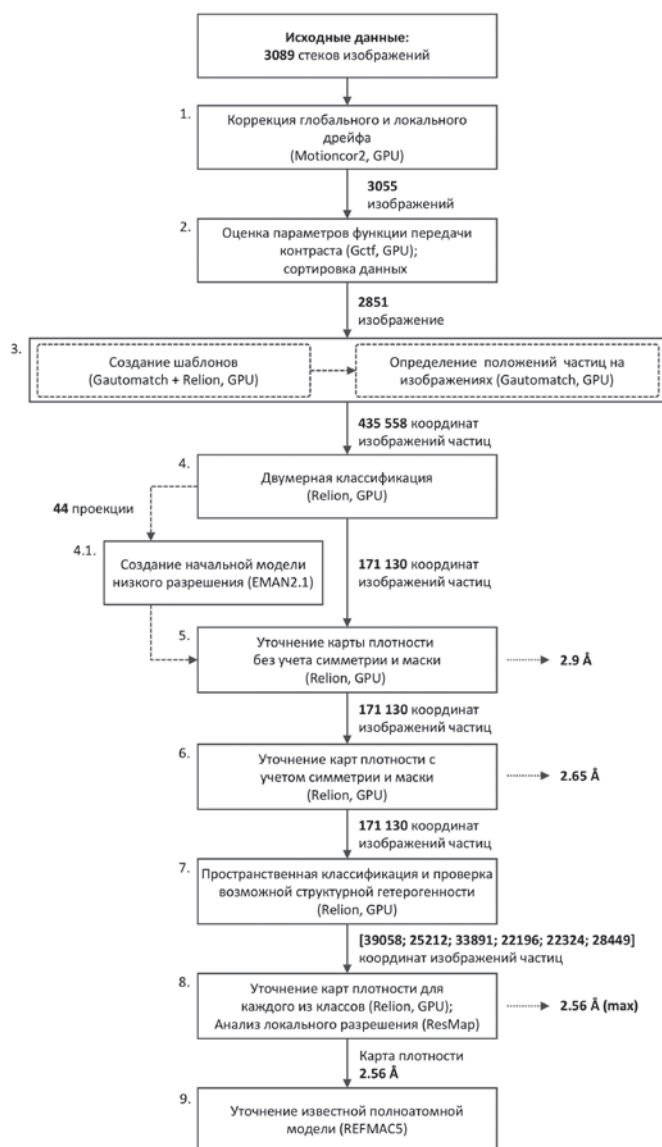 Исходные данные:
3089 стеков изображений
1.
Коррекция глобального и локального
дрейфа
(Motioncor2, GPU)
3055
изображений
2.
Оценка параметров функции передачи
контраста (Gctf, GPU);
сортировка данных
2851
изображение
3.
Создание шаблонов
(Gautomatch + Relion, GPU)
Определение положений частиц на
изображениях (Gautomatch, GPU)
435 558 координат
изображений частиц
4.
Двумерная классификация
(Relion, GPU)
44 проекции
4.1.
Создание начальной модели
низкого разрешения (EMAN2.1)
171 130 координат
изображений частиц
5.
Уточнение карты плотности
без учета симметрии и маски
(Relion, GPU)
2.9 Å
171 130 координат
изображений частиц
6.
Уточнение карт плотности с
учетом симметрии и маски
(Relion, GPU)
2.65 Å
171 130 координат
изображений частиц
7.
Пространственная классификация и проверка
возможной структурной гетерогенности
(Relion, GPU)
[39058; 25212; 33891; 22196; 22324; 28449]
координат изображений частиц
8.
Уточнение карт плотности для
каждого из классов (Relion, GPU);
Анализ локального разрешения (ResMap)
2.56 Å (max)
Карта плотности
2.56 Å
9.
Уточнение известной полноатомной
модели (REFMAC5)